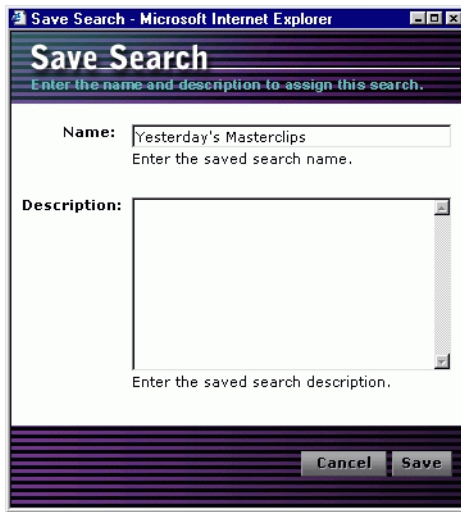 Save Search - Microsoft Internet Explorer
Save Search
Enter the name and description to assign this search.
Name:
Yesterday's Masterclips
Enter the saved search name.
Description:
Enter the saved search description.
Cancel Save